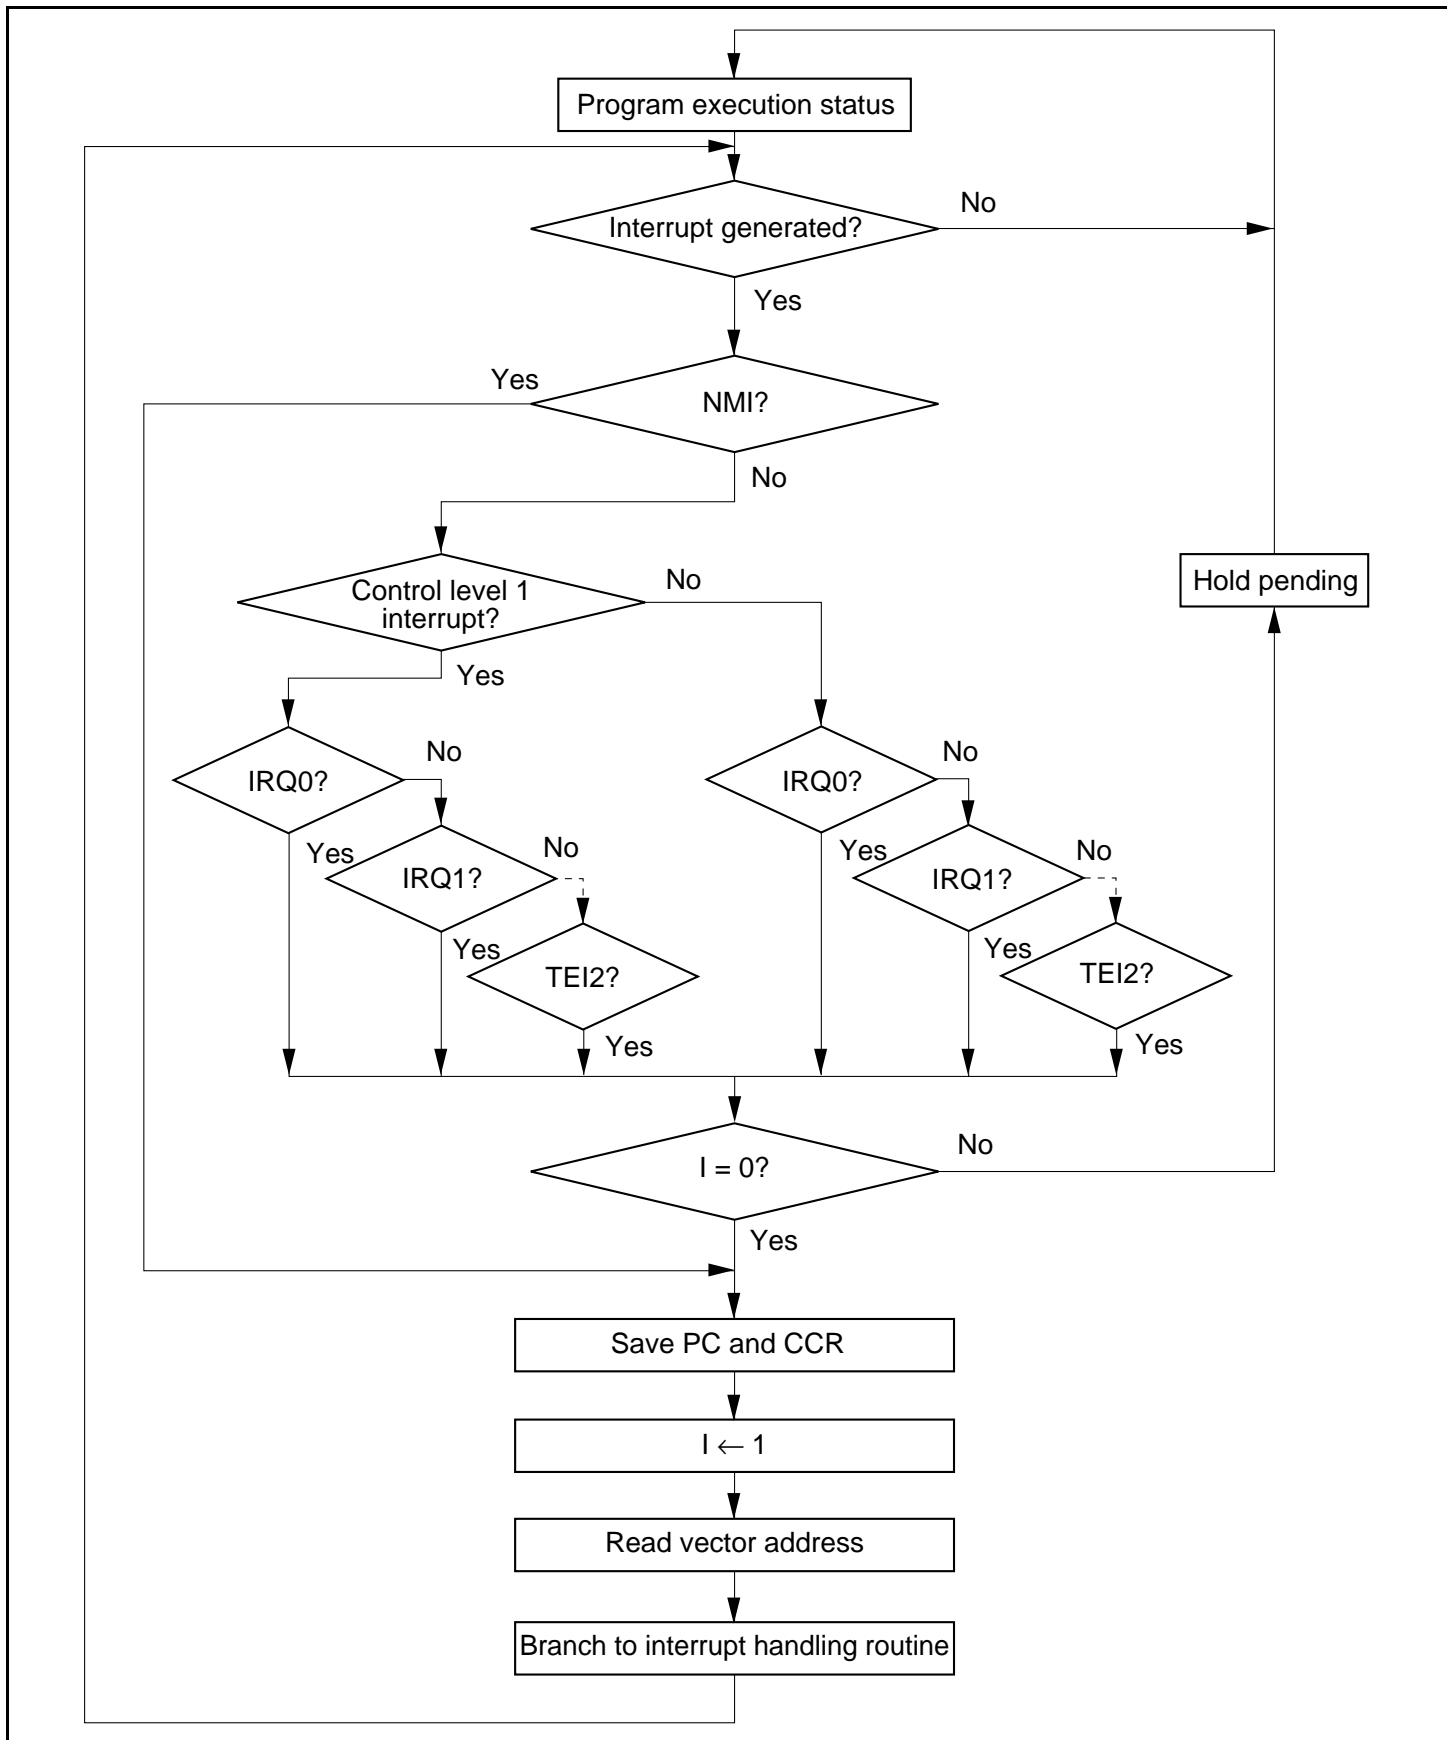 Program execution status
Interrupt generated?
No
Yes
Yes
NMI?
No
Control level 1
interrupt?
No
Hold pending
Yes
IRQ0?
No
IRQ0?
No
Yes
IRQ1?
No
Yes
IRQ1?
No
Yes
TEI2?
Yes
TEI2?
Yes
Yes
I = 0?
No
Yes
Save PC and CCR
I ← 1
Read vector address
Branch to interrupt handling routine